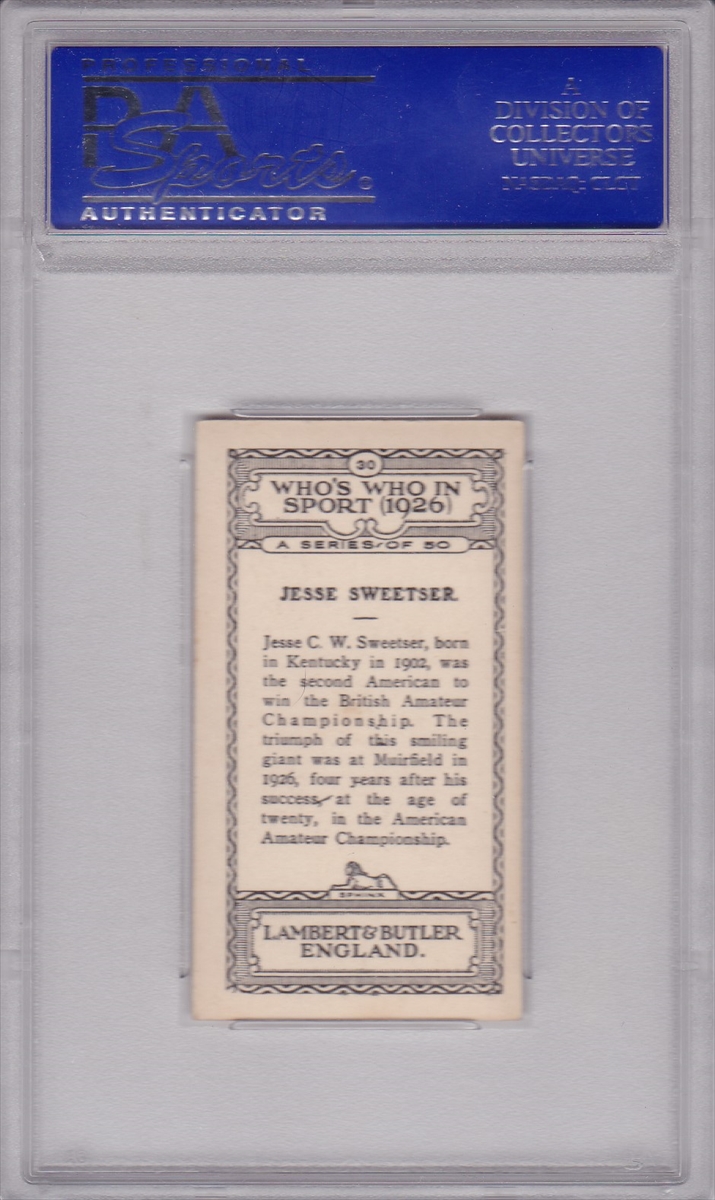 PROFESSIONAL
PSA
Sports
AUTHENTICATOR
A
DIVISION OF
COLLECTORS
UNIVERSE
NASDAQ: CLCT
30
WHO'S WHO IN
SPORT (1926)
A SERIES OF 50
JESSE SWEETSER.
Jesse C. W. Sweetser, born
in Kentucky in 1902, was
the second American to
win the British Amateur
Championship. The
triumph of this smiling
giant was at Muirfield in
1926, four years after his
success, at the age of
twenty, in the American
Amateur Championship.
SPHINX
LAMBERT & BUTLER
ENGLAND.